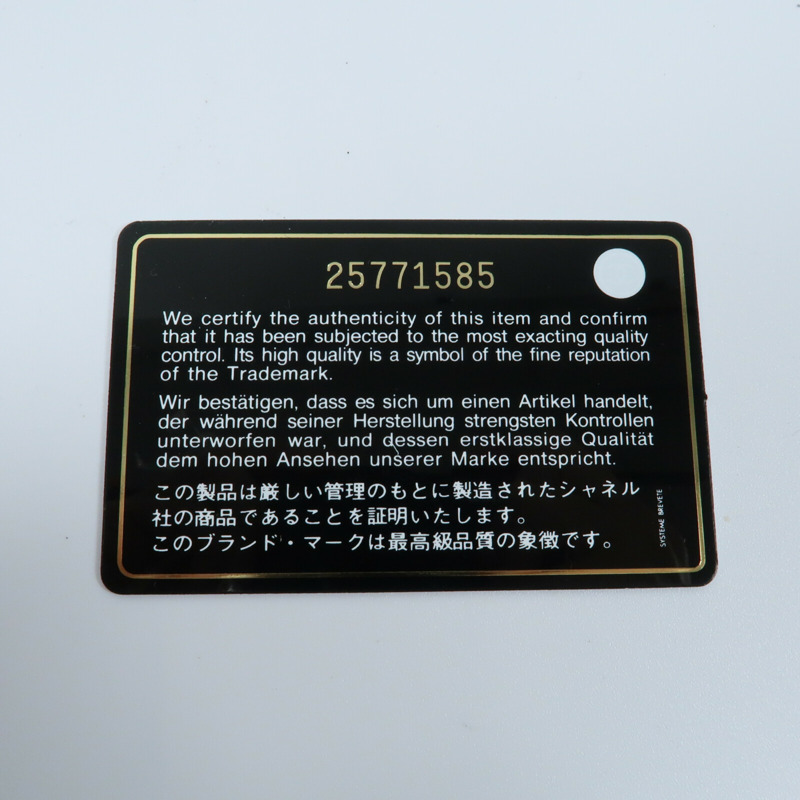 25771585
We certify the authenticity of this item and confirm
that it has been subjected to the most exacting quality
control. Its high quality is a symbol of the fine reputation
of the Trademark.
Wir bestätigen, dass es sich um einen Artikel handelt,
der während seiner Herstellung strengsten Kontrollen
unterworfen war, und dessen erstklassige Qualität
dem hohen Ansehen unserer Marke entspricht.
この製品は厳しい管理のもとに製造されたシャネル
社の商品であることを証明いたします。
このブランド・マークは最高級品質の象徴です。
SYSTEME BREVETE